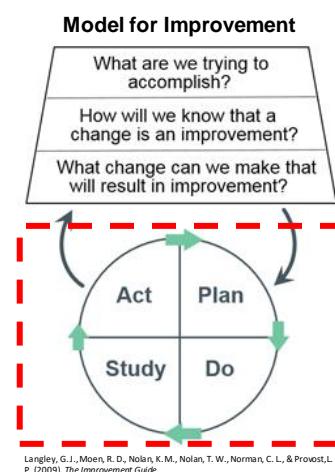 Model for Improvement
What are we trying to
accomplish?
How will we know that a
change is an improvement?
What change can we make that
will result in improvement?
Act
Plan
Study
Do
Langley, G.J., Moen, R. D., Nolan, K.M., Nolan, T. W., Norman, C. L., & Provost, L.
P. (2009). The Improvement Guide